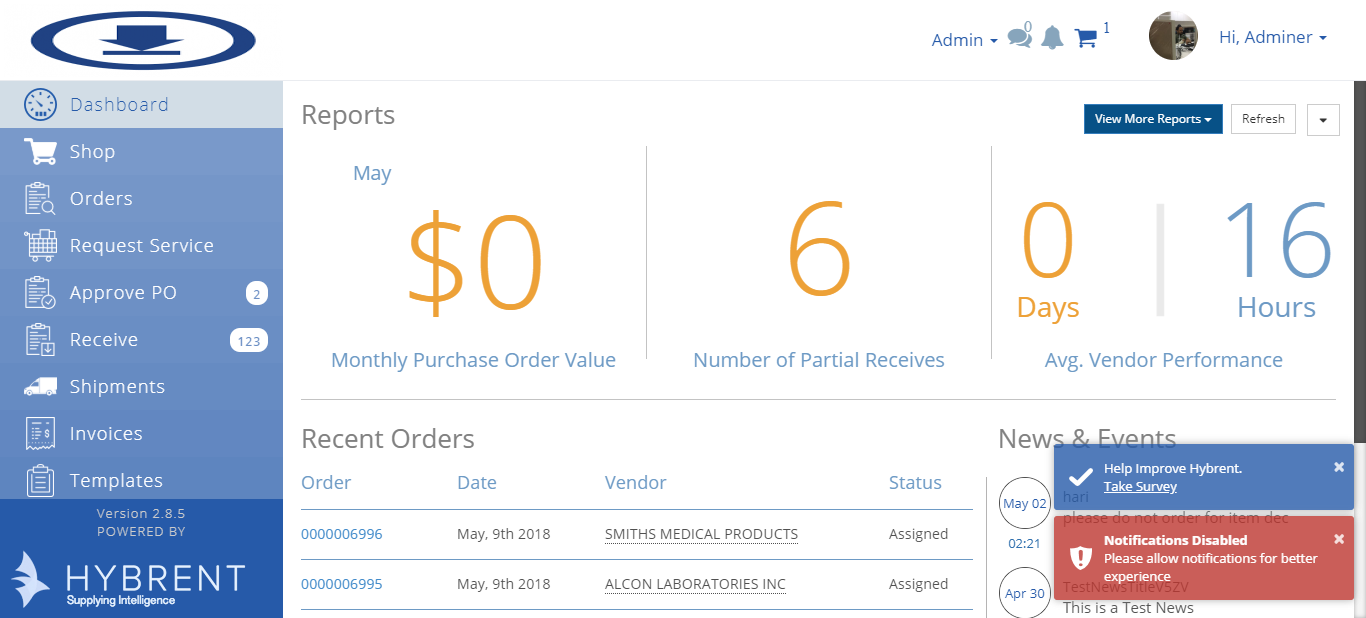 Admin
0
1
Hi, Adminer
Dashboard
Shop
Orders
Request Service
Approve PO 2
Receive 123
Shipments
Invoices
Templates
Version 2.8.5
POWERED BY
HYBRENT
Supplying Intelligence
Reports
View More Reports
Refresh
May
$0
Monthly Purchase Order Value
6
Number of Partial Receives
0
Days
16
Hours
Avg. Vendor Performance
Recent Orders
Order Date Vendor Status
0000006996 May, 9th 2018 SMITHS MEDICAL PRODUCTS Assigned
0000006995 May, 9th 2018 ALCON LABORATORIES INC Assigned
News & Events
May 02
02:21
hari
please do not order for item dec
Apr 30
TestNewsTitleV5ZV
This is a Test News
Help Improve Hybrent.
Take Survey
×
Notifications Disabled
Please allow notifications for better
experience
×